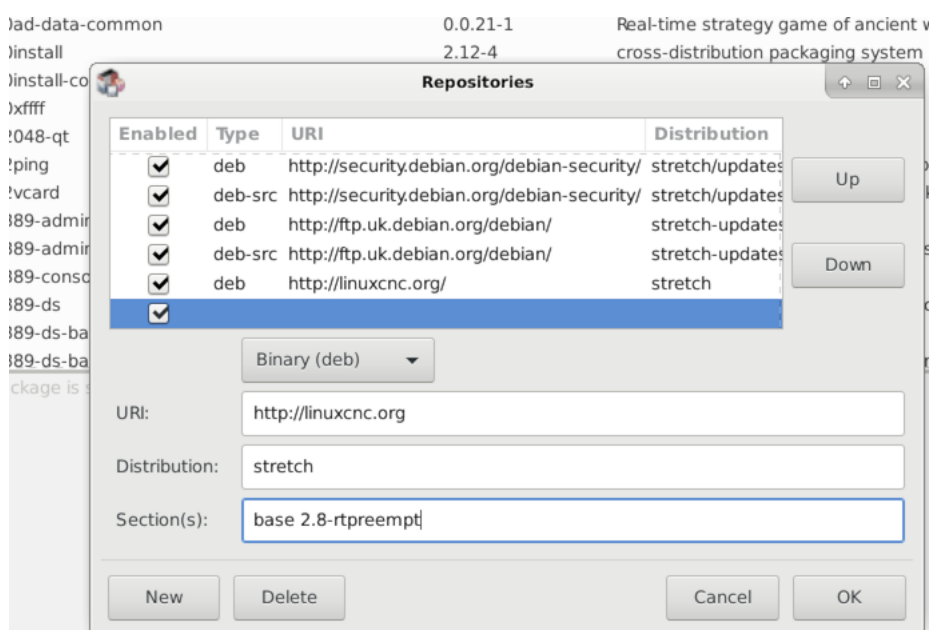 0ad-data-common 0.0.21-1 Real-time strategy game of ancient
0install 2.12-4 cross-distribution packaging system
0install-co
Repositories
0xffff
2048-qt
Enabled Type URI Distribution
2ping
deb http://security.debian.org/debian-security/ stretch/updates
Up
2vcard
deb-src http://security.debian.org/debian-security/ stretch/updates
389-admin
deb http://ftp.uk.debian.org/debian/ stretch-updates
389-admin
deb-src http://ftp.uk.debian.org/debian/ stretch-updates
Down
389-conso
deb http://linuxcnc.org/ stretch
389-ds
389-ds-ba
389-ds-ba
Binary (deb)
ckage is s
URI: http://linuxcnc.org
Distribution: stretch
Section(s): base 2.8-rtpreempt
New Delete Cancel OK